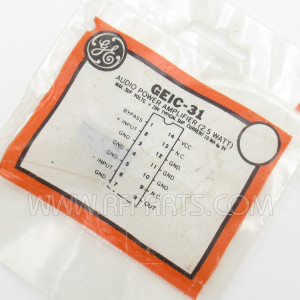 GE
GEIC-31
AUDIO POWER AMPLIFIER (2.5 WATT)
BYPASS 1 14 VCC
+ INPUT 2 13 N.C.
GND. 3 12 GND.
GND. 4 11 GND.
GND. 5 10 GND.
- INPUT 6 9 N.C.
GND. 7 8 OUT
WWW.RFPARTS.COM